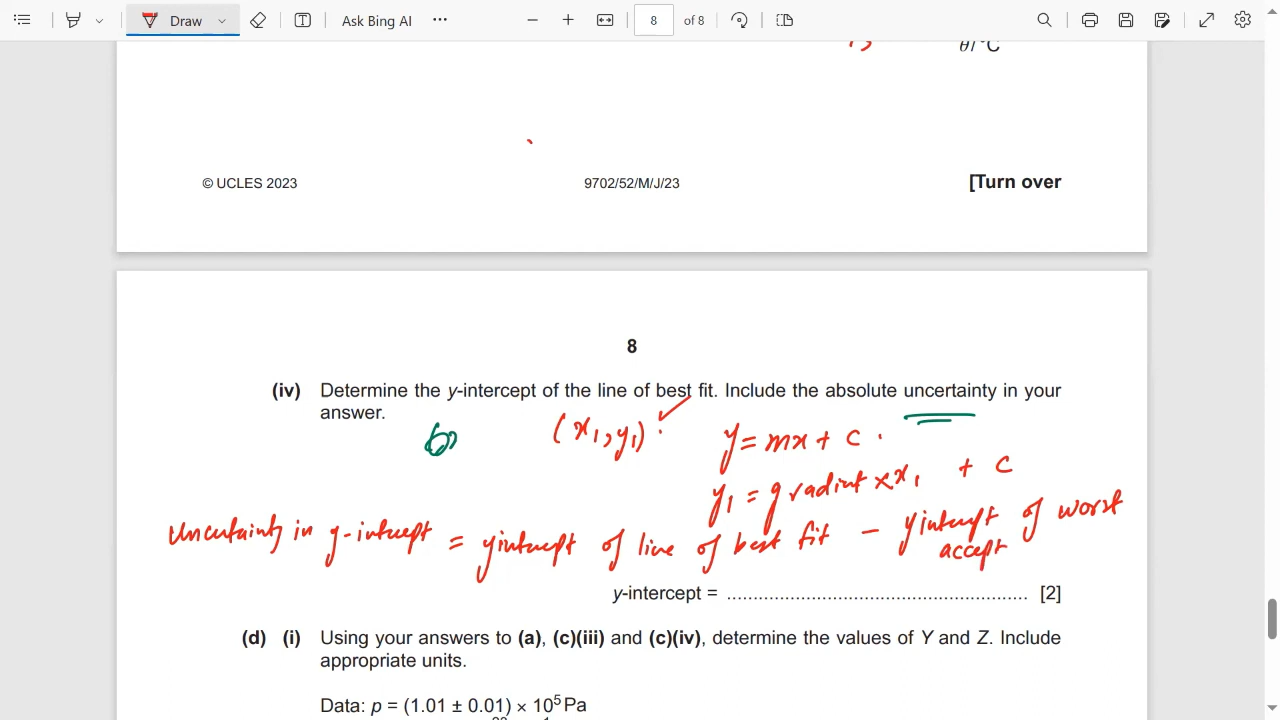 Draw
Ask Bing AI
8 of 8
θ/ °C
© UCLES 2023
9702/52/M/J/23
[Turn over
8
(iv) Determine the y-intercept of the line of best fit. Include the absolute uncertainty in your
answer.
(x₁, y₁)
y = mx + c
y₁ = gradient × x₁ + c
Uncertainty in y-intercept = y intercept of line of best fit – y intercept of worst
accept
y-intercept = ...................................................... [2]
(d) (i) Using your answers to (a), (c)(iii) and (c)(iv), determine the values of Y and Z. Include
appropriate units.
Data: p = (1.01 ± 0.01) × 10⁵ Pa